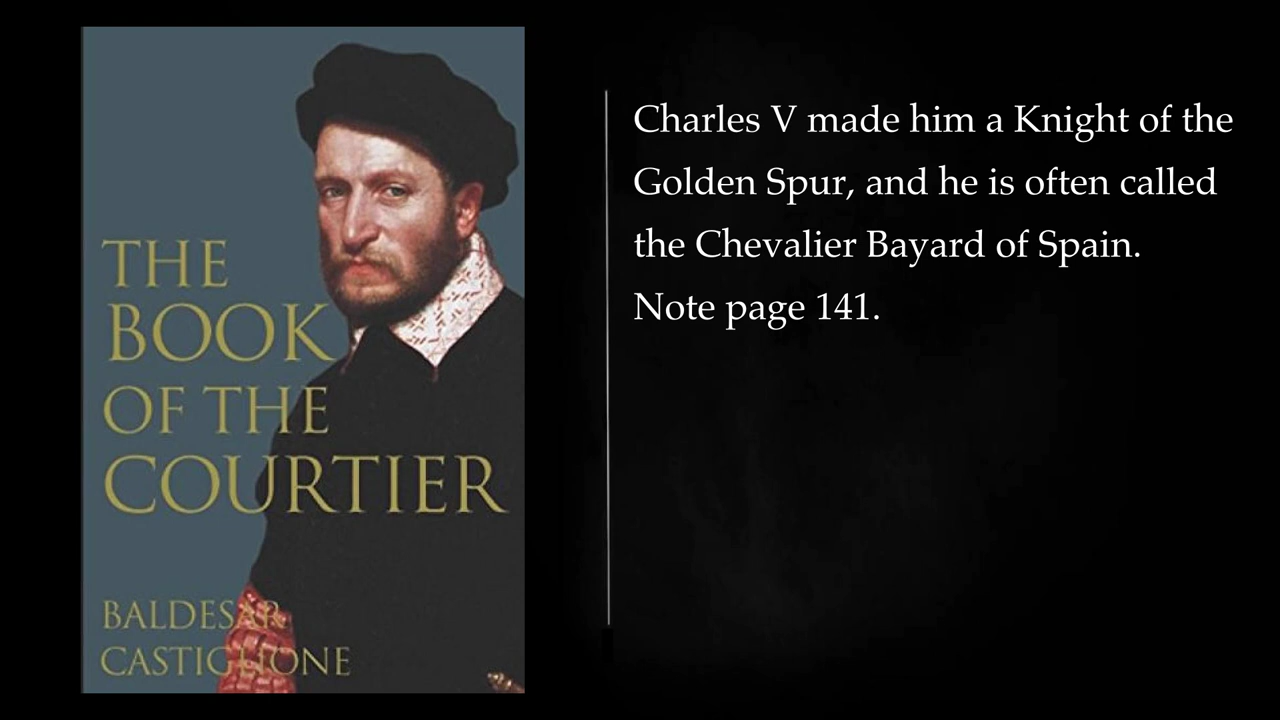 THE
BOOK
OF THE
COURTIER
BALDESAR
CASTIGLIONE
Charles V made him a Knight of the
Golden Spur, and he is often called
the Chevalier Bayard of Spain.
Note page 141.